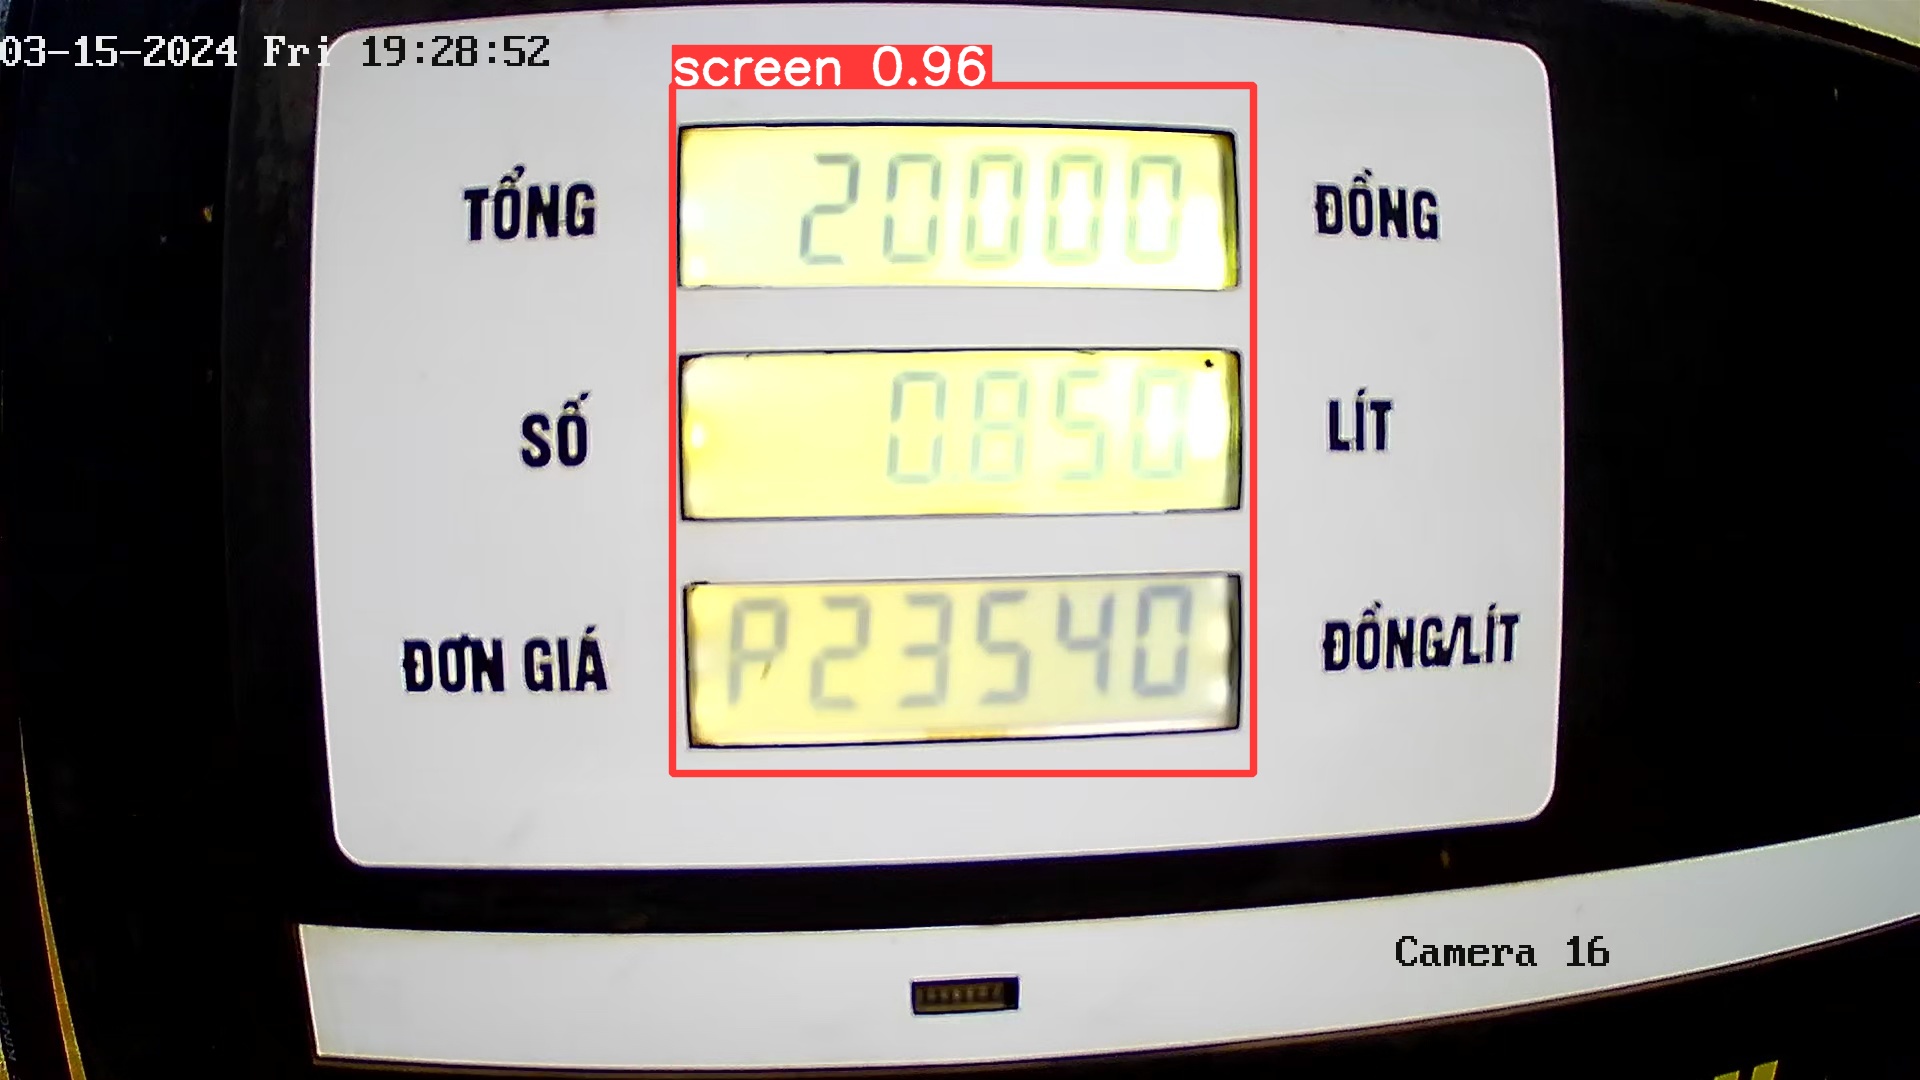 03-15-2024 Fri 19:28:52
screen 0.96
TỔNG 20000 ĐỒNG
SỐ 0.850 LÍT
ĐƠN GIÁ P23540 ĐỒNG/LÍT
Camera 16